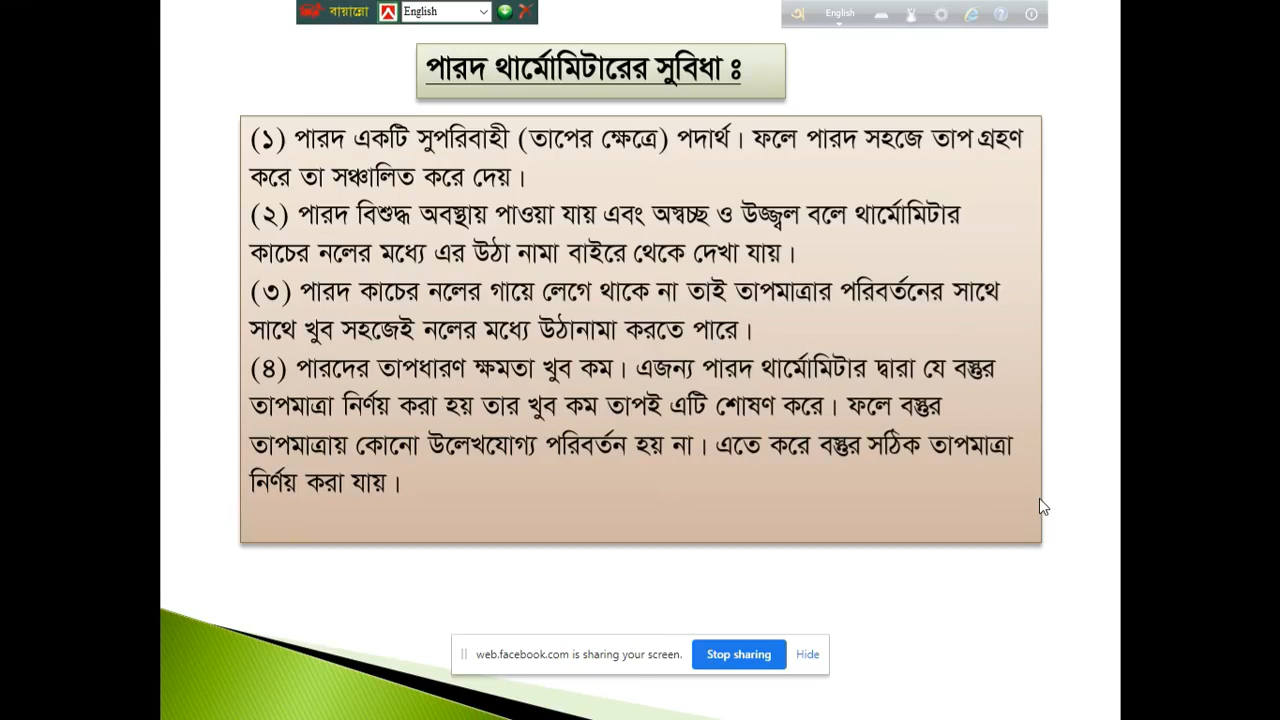 বায়ান্নো English
English
পারদ থার্মোমিটারের সুবিধা ঃ
(১) পারদ একটি সুপরিবাহী (তাপের ক্ষেত্রে) পদার্থ। ফলে পারদ সহজে তাপ গ্রহণ
করে তা সঞ্চালিত করে দেয়।
(২) পারদ বিশুদ্ধ অবস্থায় পাওয়া যায় এবং অস্বচ্ছ ও উজ্জ্বল বলে থার্মোমিটার
কাচের নলের মধ্যে এর উঠা নামা বাইরে থেকে দেখা যায়।
(৩) পারদ কাচের নলের গায়ে লেগে থাকে না তাই তাপমাত্রার পরিবর্তনের সাথে
সাথে খুব সহজেই নলের মধ্যে উঠানামা করতে পারে।
(৪) পারদের তাপধারণ ক্ষমতা খুব কম। এজন্য পারদ থার্মোমিটার দ্বারা যে বস্তুর
তাপমাত্রা নির্ণয় করা হয় তার খুব কম তাপই এটি শোষণ করে। ফলে বস্তুর
তাপমাত্রায় কোনো উলেখযোগ্য পরিবর্তন হয় না। এতে করে বস্তুর সঠিক তাপমাত্রা
নির্ণয় করা যায়।
web.facebook.com is sharing your screen. Stop sharing Hide